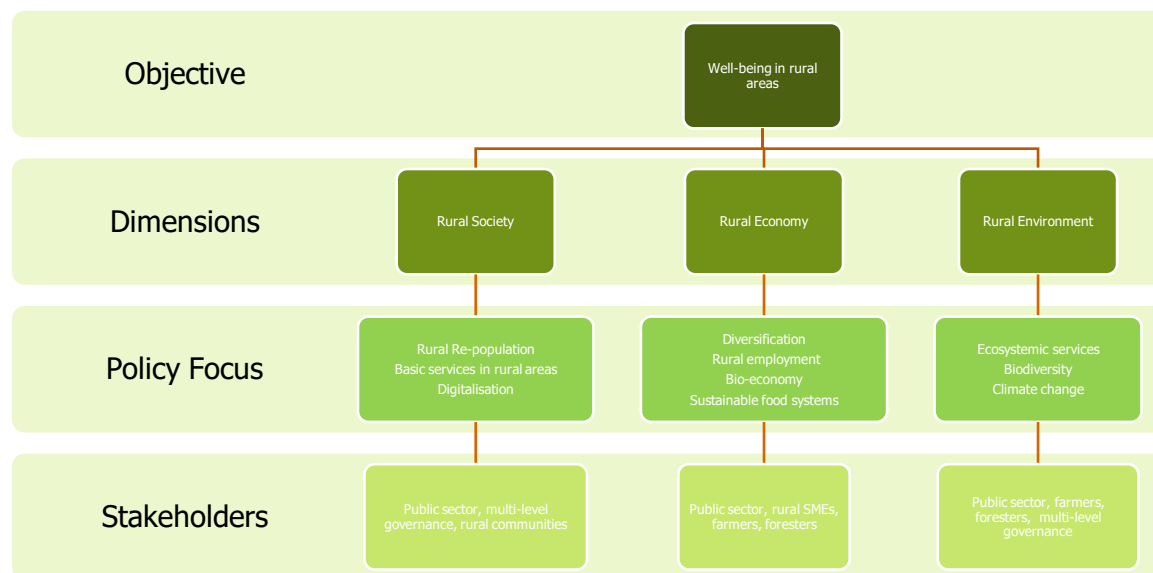 Objective
Well-being in rural
areas
Dimensions
Rural Society
Rural Economy
Rural Environment
Policy Focus
Rural Re-population
Basic services in rural areas
Digitalisation
Diversification
Rural employment
Bio-economy
Sustainable food systems
Ecosystemic services
Biodiversity
Climate change
Stakeholders
Public sector, multi-level
governance, rural communities
Public sector, rural SMEs,
farmers, foresters
Public sector, farmers,
foresters, multi-level
governance